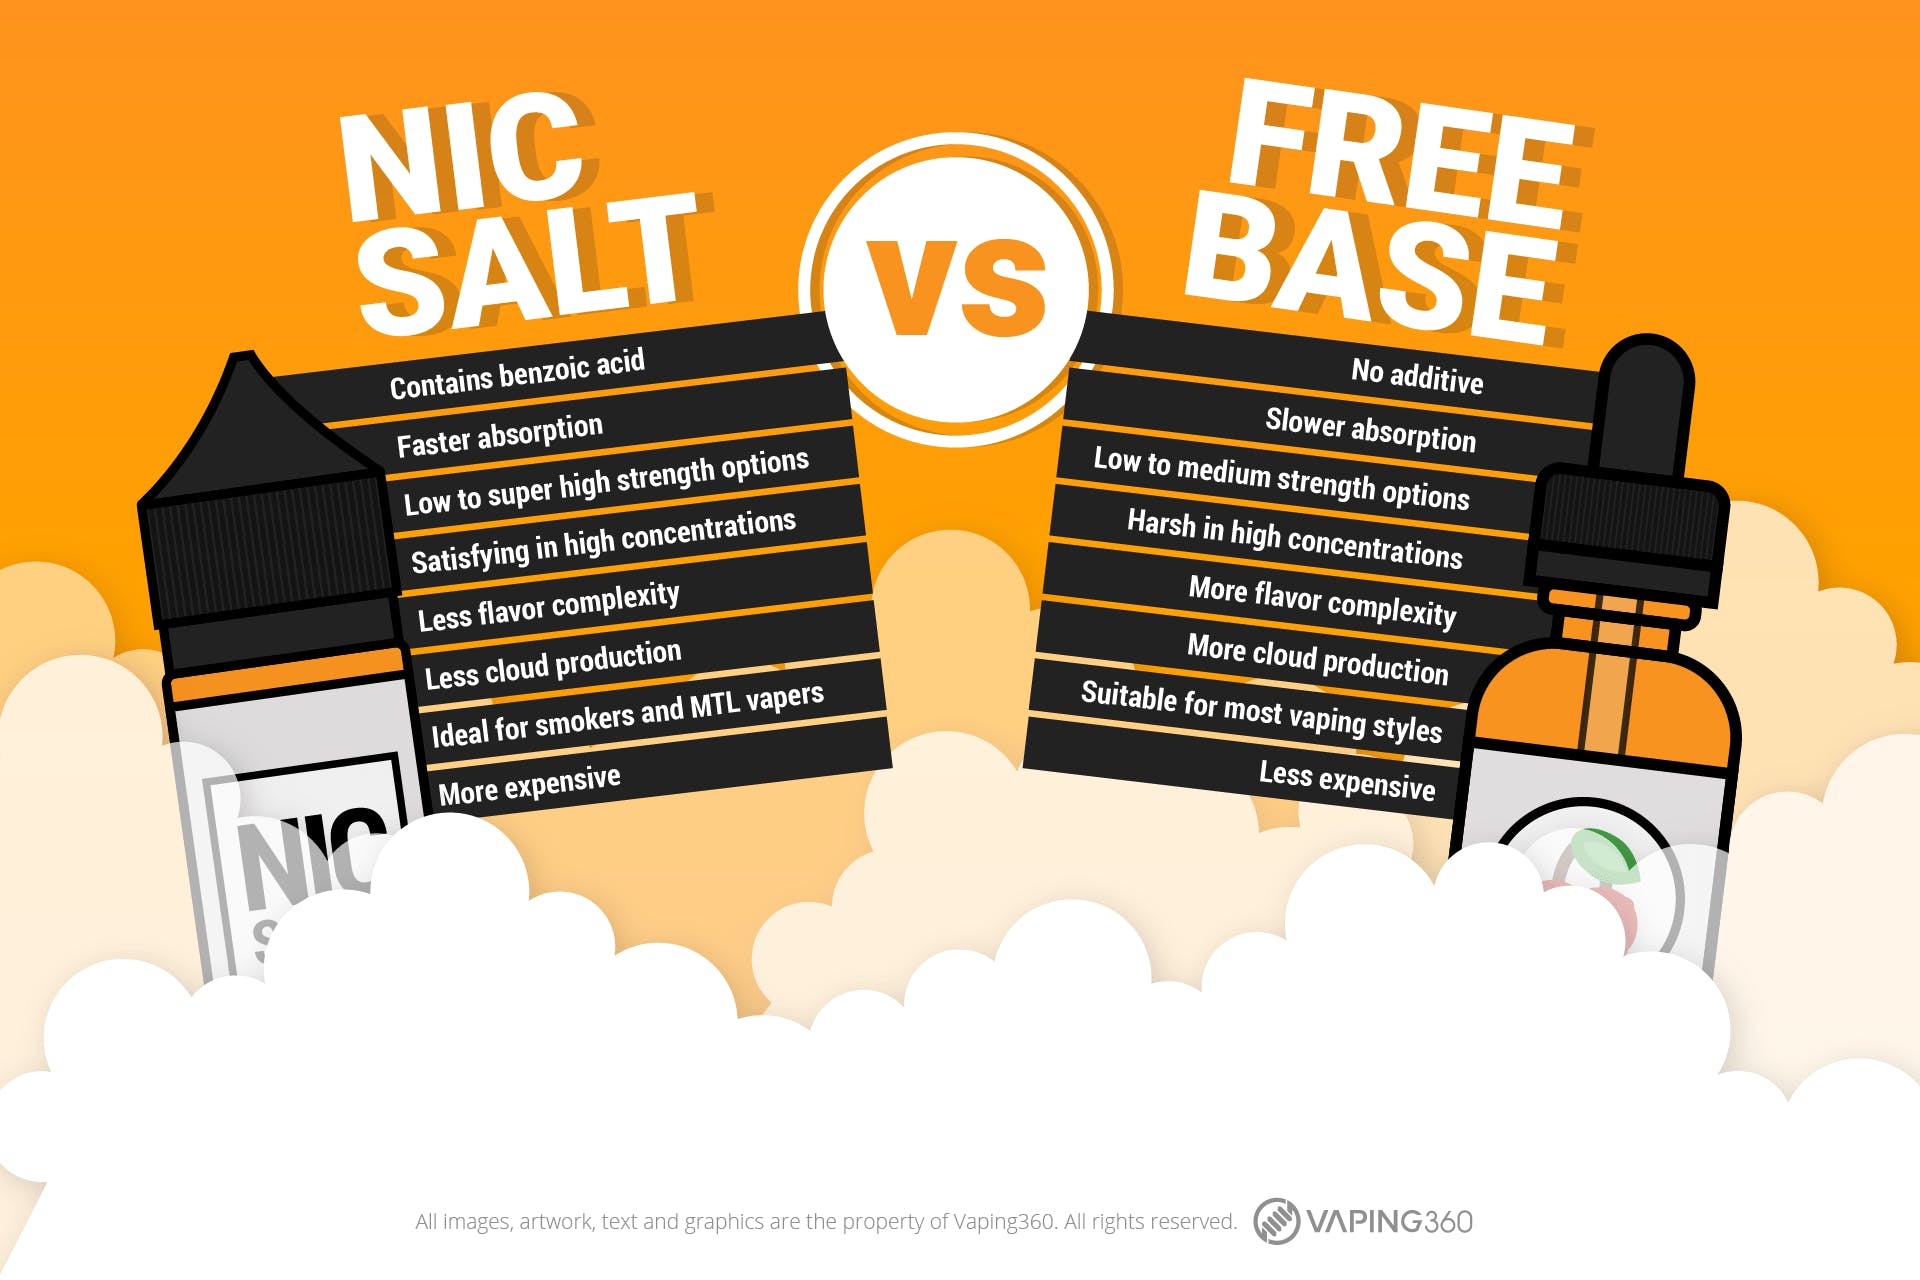 NIC
SALT
VS
FREE
BASE
Contains benzoic acid
Faster absorption
Low to super high strength options
Satisfying in high concentrations
Less flavor complexity
Less cloud production
Ideal for smokers and MTL vapers
More expensive
No additive
Slower absorption
Low to medium strength options
Harsh in high concentrations
More flavor complexity
More cloud production
Suitable for most vaping styles
Less expensive
NIC
All images, artwork, text and graphics are the property of Vaping360. All rights reserved.
VAPING360